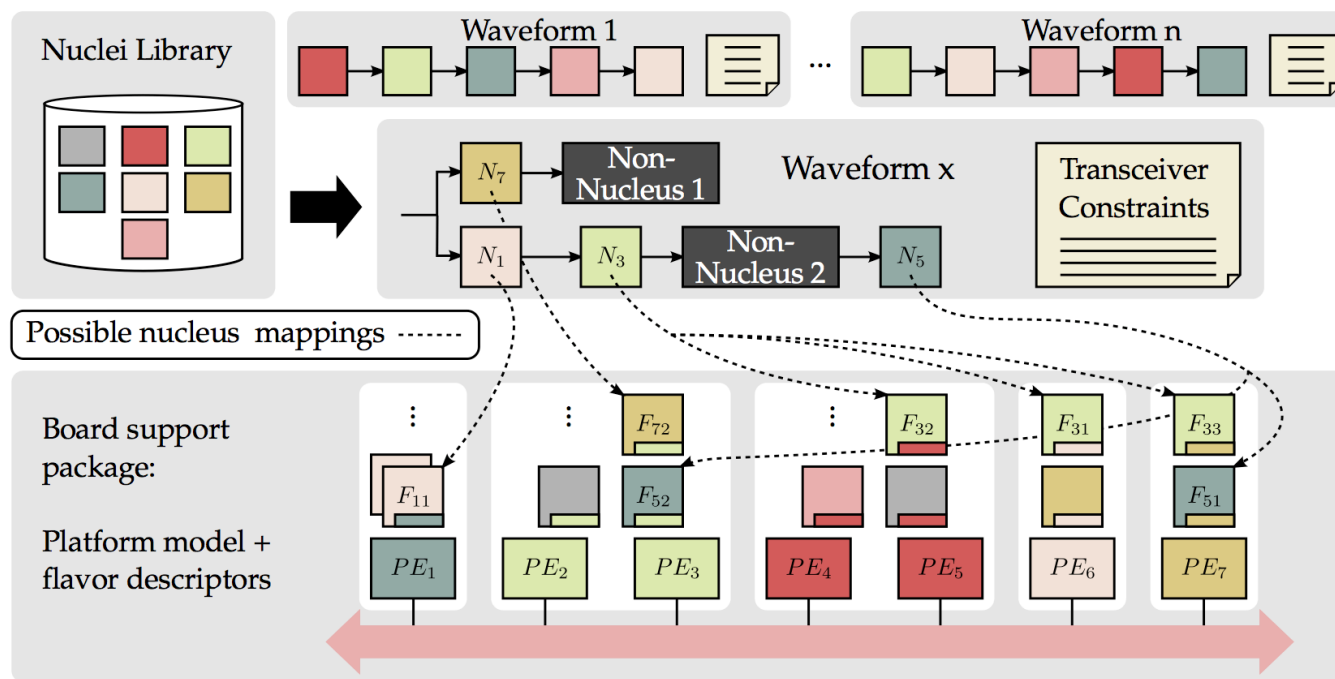 Nuclei Library
Waveform 1
...
Waveform n
N7
Non-
Nucleus 1
Waveform x
Transceiver
Constraints
N1
N3
Non-
Nucleus 2
N5
Possible nucleus mappings
Board support
package:
Platform model +
flavor descriptors
⋮
⋮
⋮
F72
F32
F31
F33
F11
F52
F51
PE1
PE2
PE3
PE4
PE5
PE6
PE7